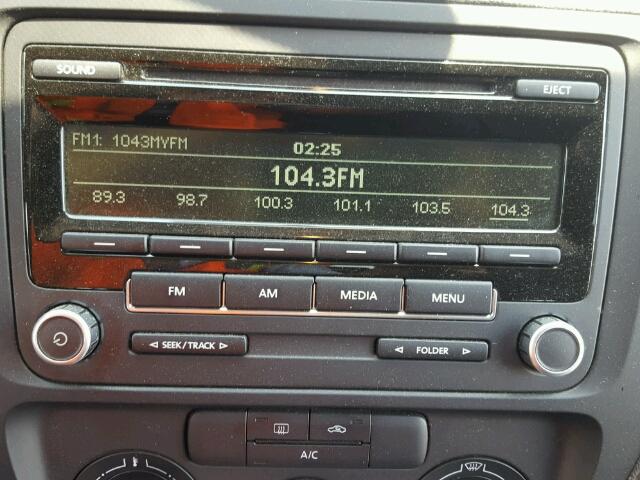 SOUND
EJECT
FM1: 1043MYFM
02:25
104.3FM
89.3 98.7 100.3 101.1 103.5 104.3
FM AM MEDIA MENU
SEEK/TRACK
FOLDER
A/C